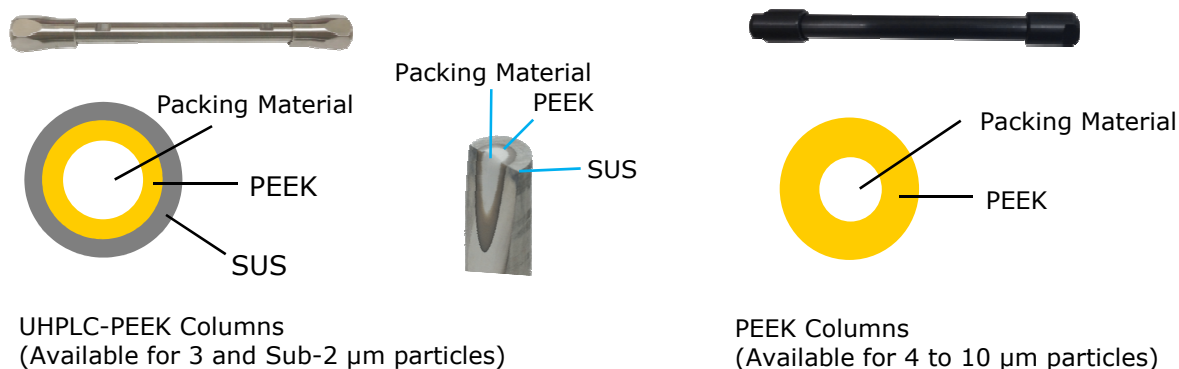 Packing Material
PEEK
SUS
Packing Material
PEEK
SUS
Packing Material
PEEK
UHPLC-PEEK Columns
(Available for 3 and Sub-2 µm particles)
PEEK Columns
(Available for 4 to 10 µm particles)